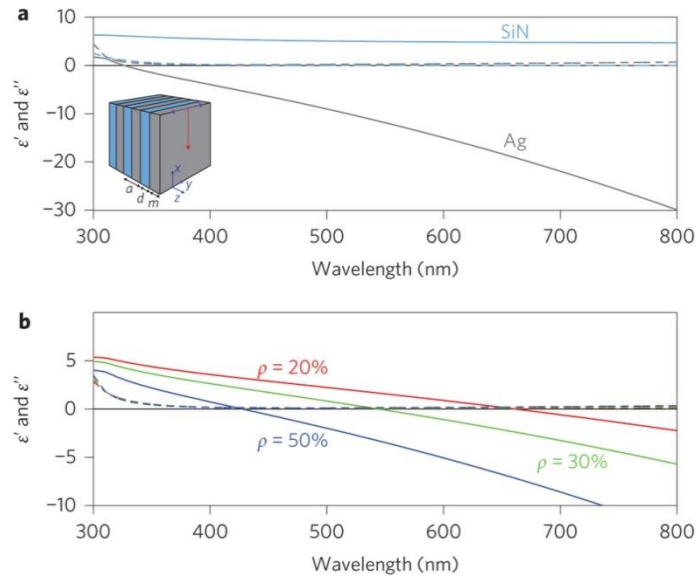 a
10
SiN
0
ε′ and ε″
−10
Ag
−20
−30
x
y
z
a
d
m
300 400 500 600 700 800
Wavelength (nm)
b
5
ρ = 20%
ε′ and ε″
0
ρ = 50%
ρ = 30%
−5
−10
300 400 500 600 700 800
Wavelength (nm)